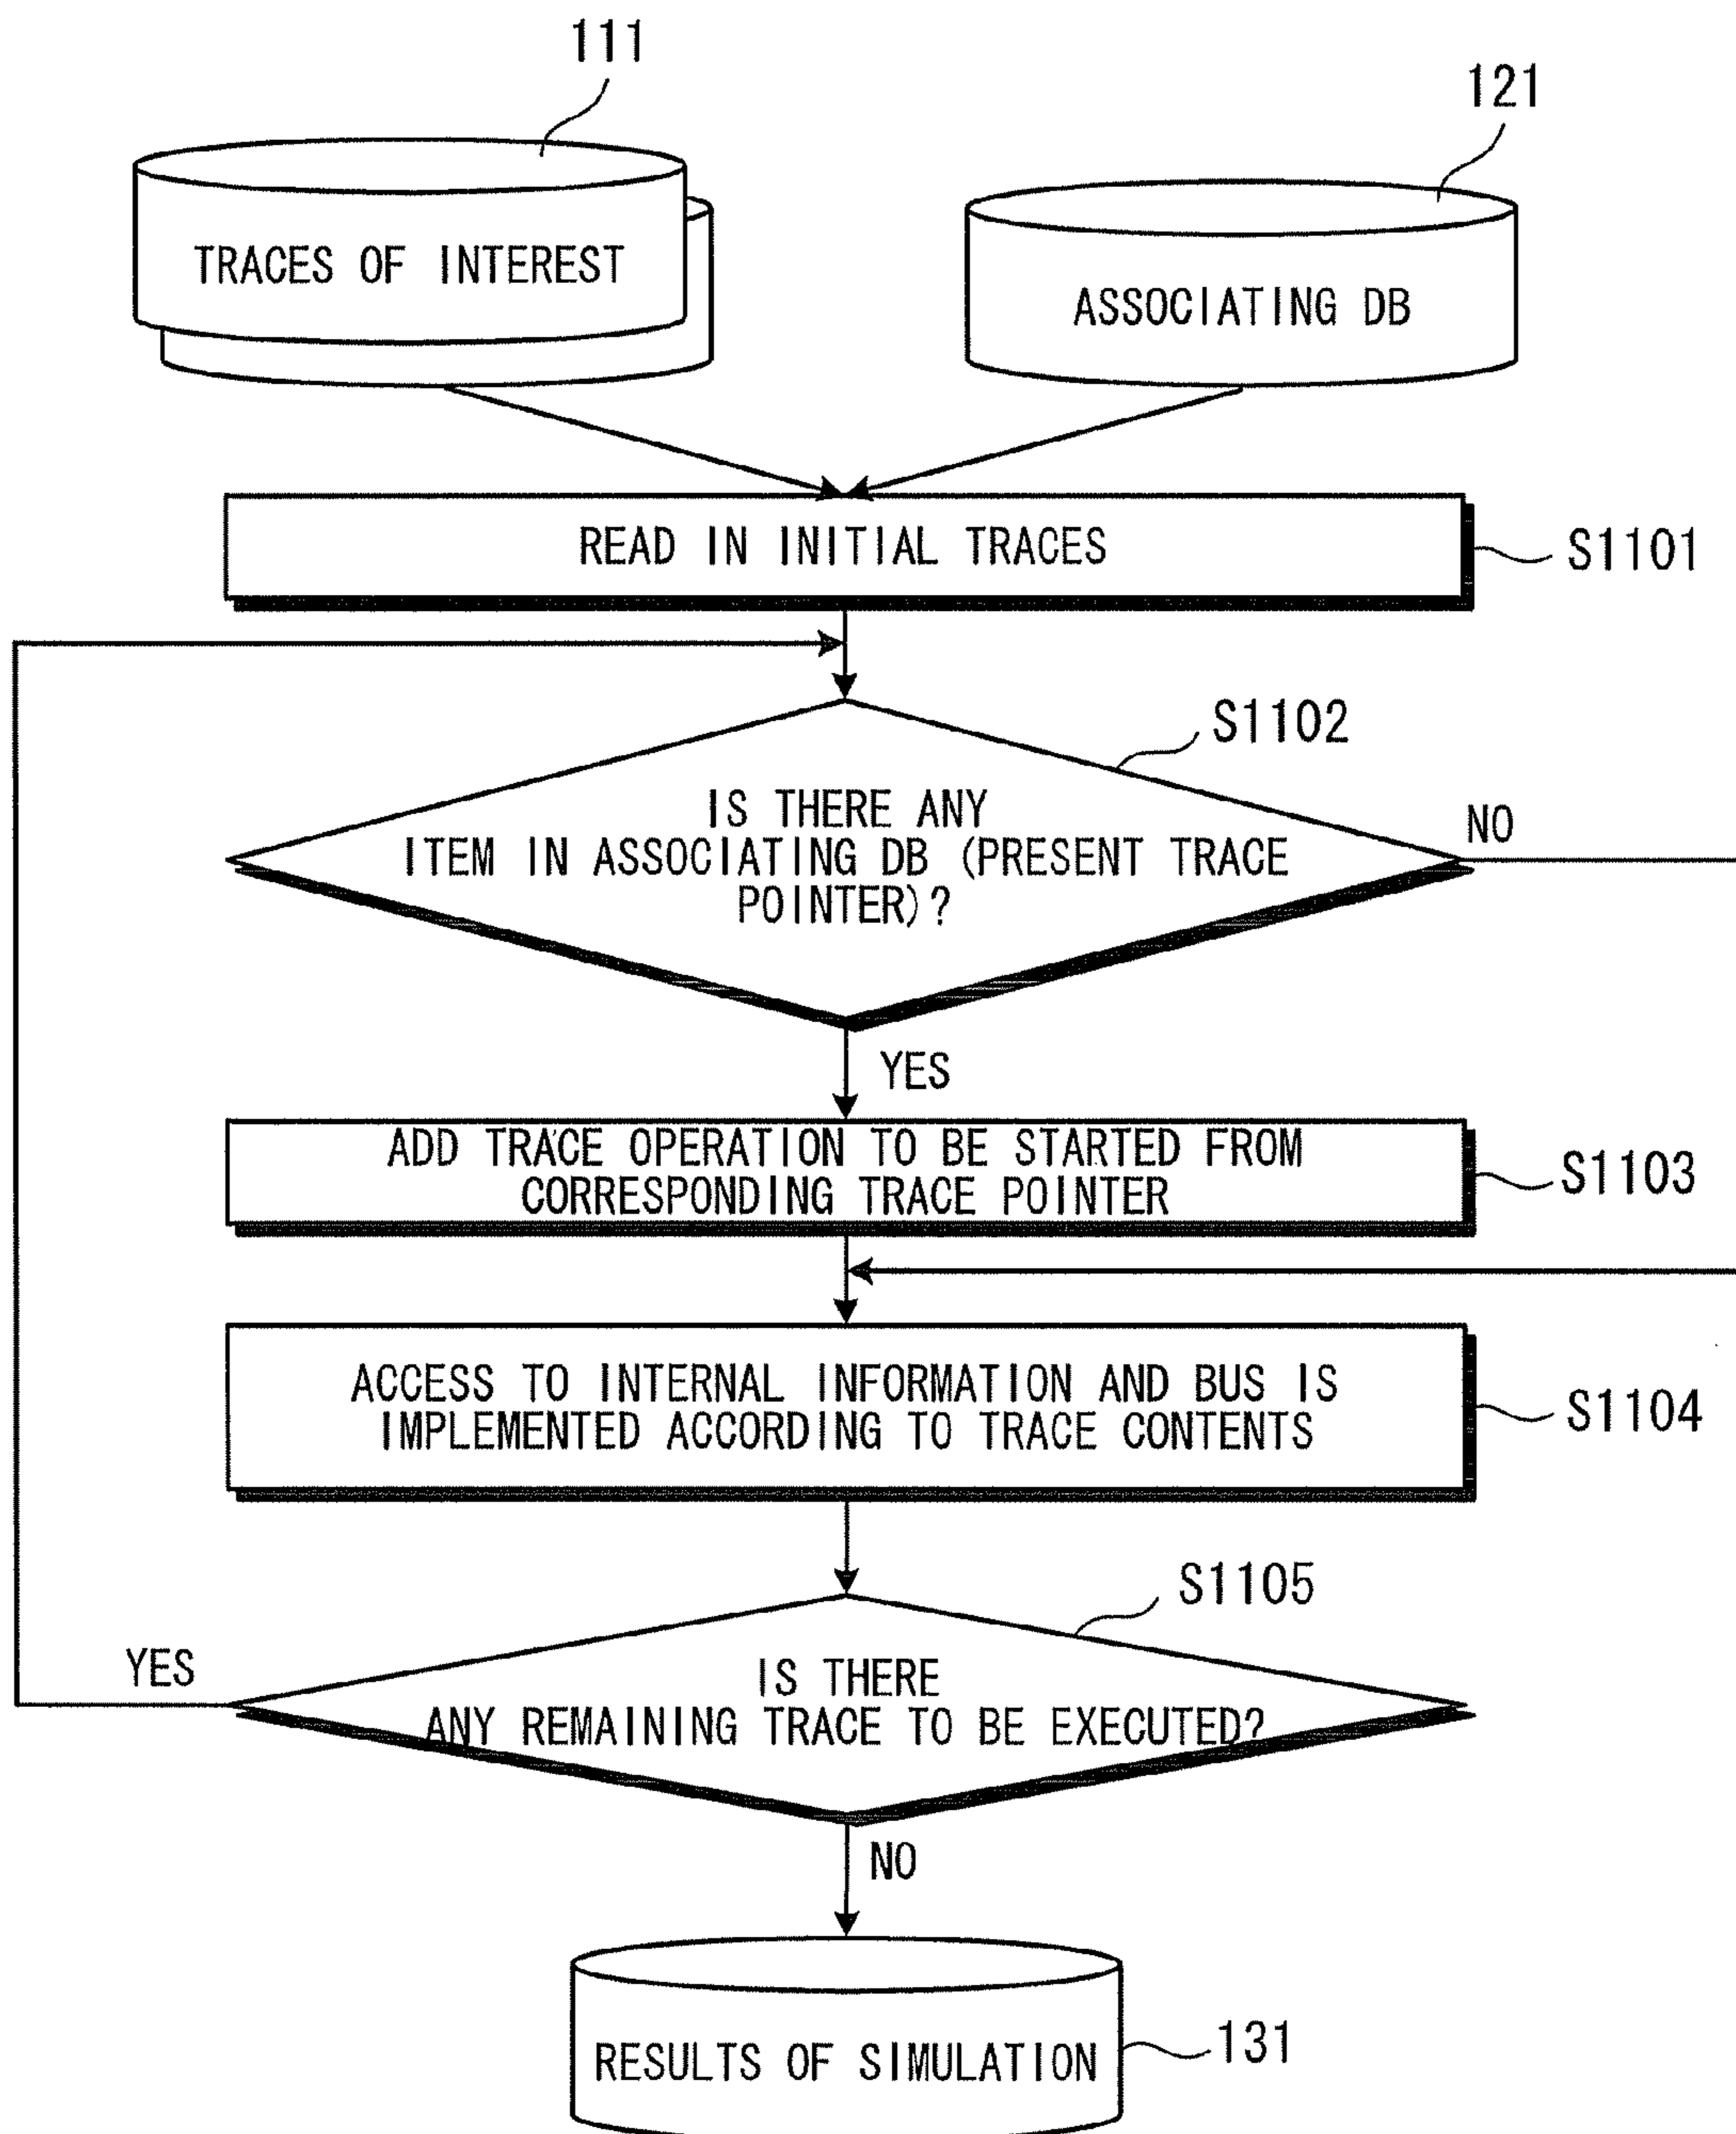 111
121
TRACES OF INTEREST
ASSOCIATING DB
READ IN INITIAL TRACES
S1101
S1102
IS THERE ANY
ITEM IN ASSOCIATING DB (PRESENT TRACE
POINTER)?
NO
YES
ADD TRACE OPERATION TO BE STARTED FROM
CORRESPONDING TRACE POINTER
S1103
ACCESS TO INTERNAL INFORMATION AND BUS IS
IMPLEMENTED ACCORDING TO TRACE CONTENTS
S1104
S1105
YES
IS THERE
ANY REMAINING TRACE TO BE EXECUTED?
NO
RESULTS OF SIMULATION
131